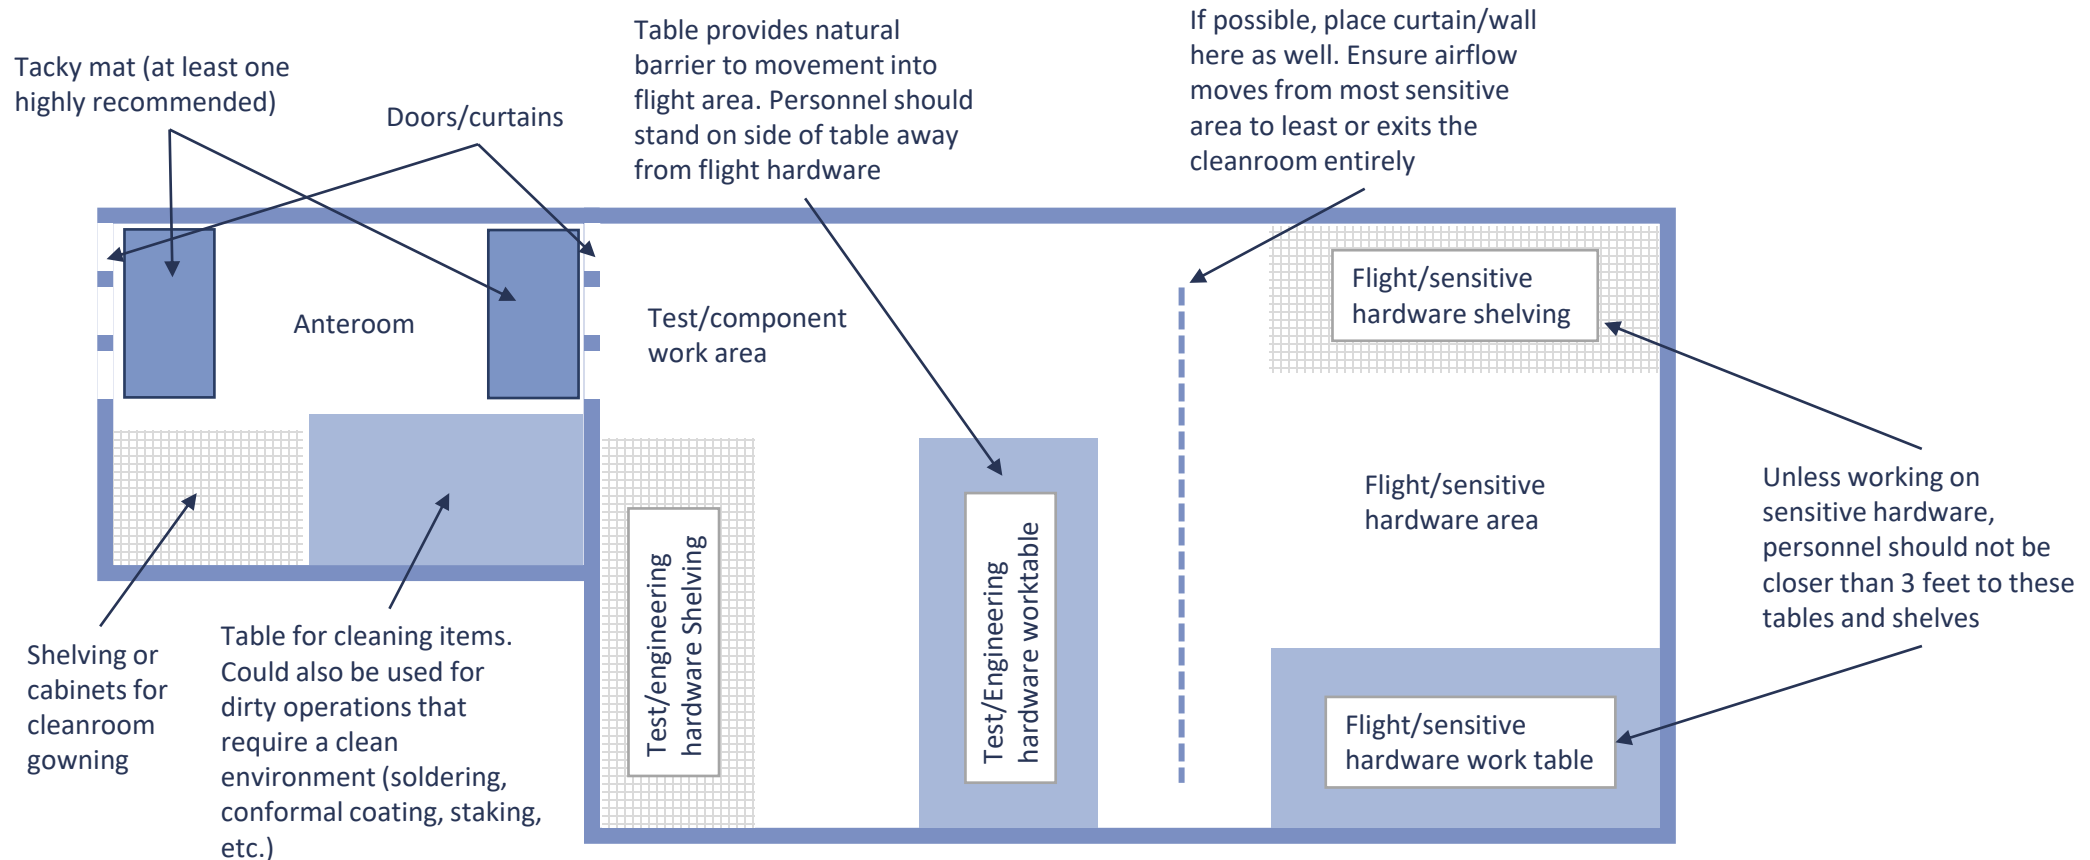 Tacky mat (at least one
highly recommended)
Doors/curtains
Table provides natural
barrier to movement into
flight area. Personnel should
stand on side of table away
from flight hardware
If possible, place curtain/wall
here as well. Ensure airflow
moves from most sensitive
area to least or exits the
cleanroom entirely
Anteroom
Test/component
work area
Flight/sensitive
hardware shelving
Flight/sensitive
hardware area
Unless working on
sensitive hardware,
personnel should not be
closer than 3 feet to these
tables and shelves
Test/engineering
hardware Shelving
Test/Engineering
hardware worktable
Flight/sensitive
hardware work table
Shelving or
cabinets for
cleanroom
gowning
Table for cleaning items.
Could also be used for
dirty operations that
require a clean
environment (soldering,
conformal coating, staking,
etc.)